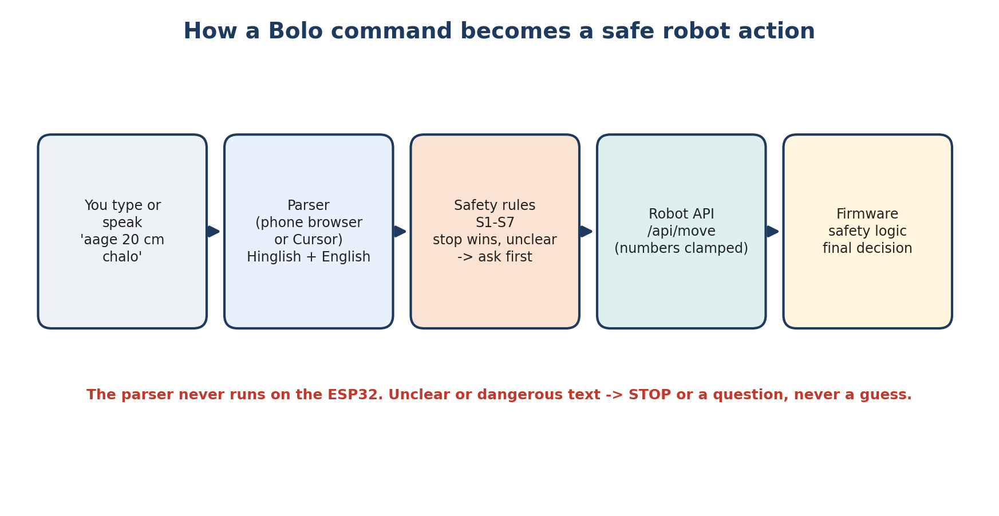 How a Bolo command becomes a safe robot action
You type or
speak
'aage 20 cm
chalo'
Parser
(phone browser
or Cursor)
Hinglish + English
Safety rules
S1-S7
stop wins, unclear
-> ask first
Robot API
/api/move
(numbers clamped)
Firmware
safety logic
final decision
The parser never runs on the ESP32. Unclear or dangerous text -> STOP or a question, never a guess.